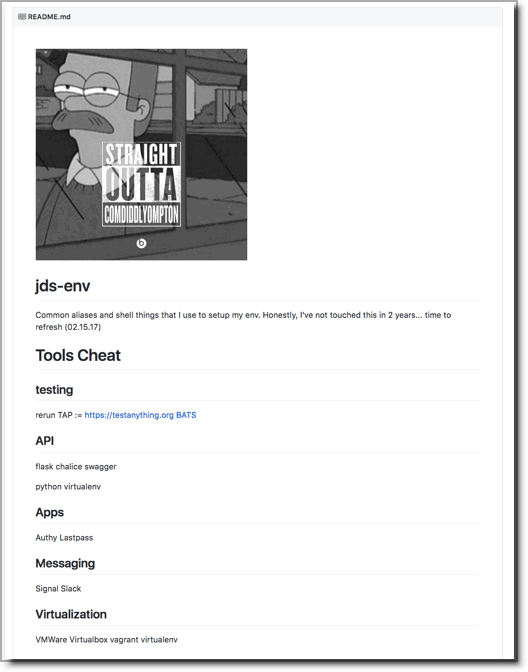 README.md
STRAIGHT
OUTTA
COMDIDDLYOMPTON
b
jds-env
Common aliases and shell things that I use to setup my env. Honestly, I've not touched this in 2 years... time to
refresh (02.15.17)
Tools Cheat
testing
rerun TAP := https://testanything.org BATS
API
flask chalice swagger
python virtualenv
Apps
Authy Lastpass
Messaging
Signal Slack
Virtualization
VMWare Virtualbox vagrant virtualenv